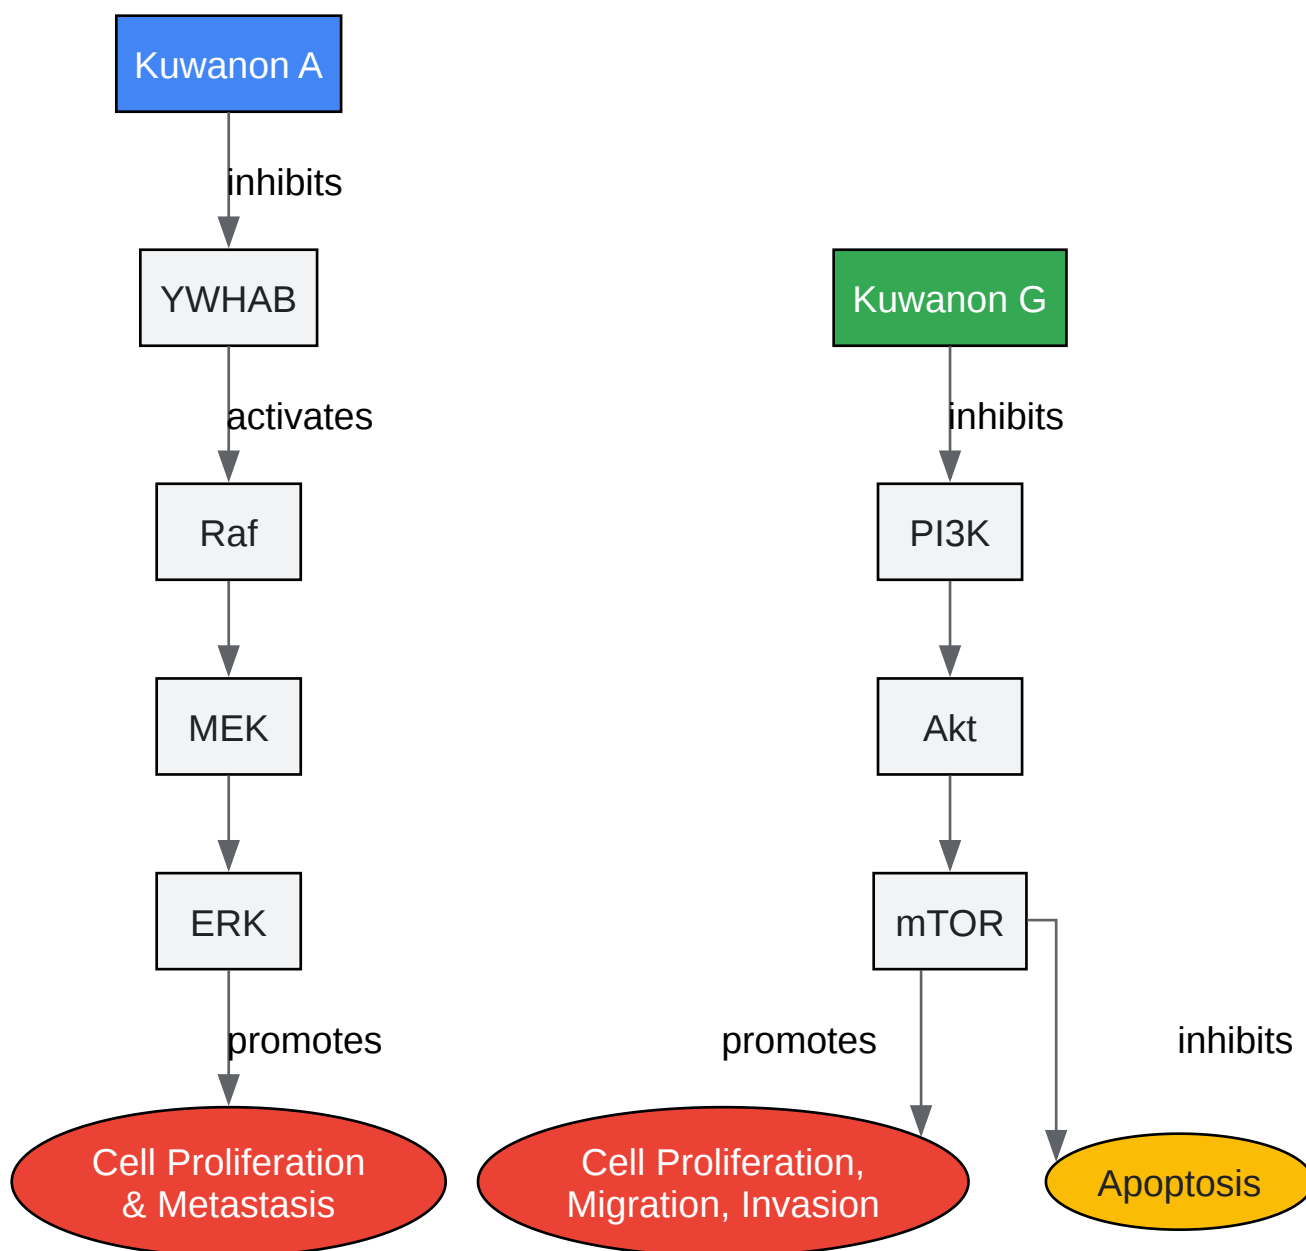 Kuwanon A
inhibits
YWHAB
activates
Raf
MEK
ERK
promotes
Cell Proliferation
& Metastasis
Kuwanon G
inhibits
PI3K
Akt
mTOR
promotes
inhibits
Cell Proliferation,
Migration, Invasion
Apoptosis